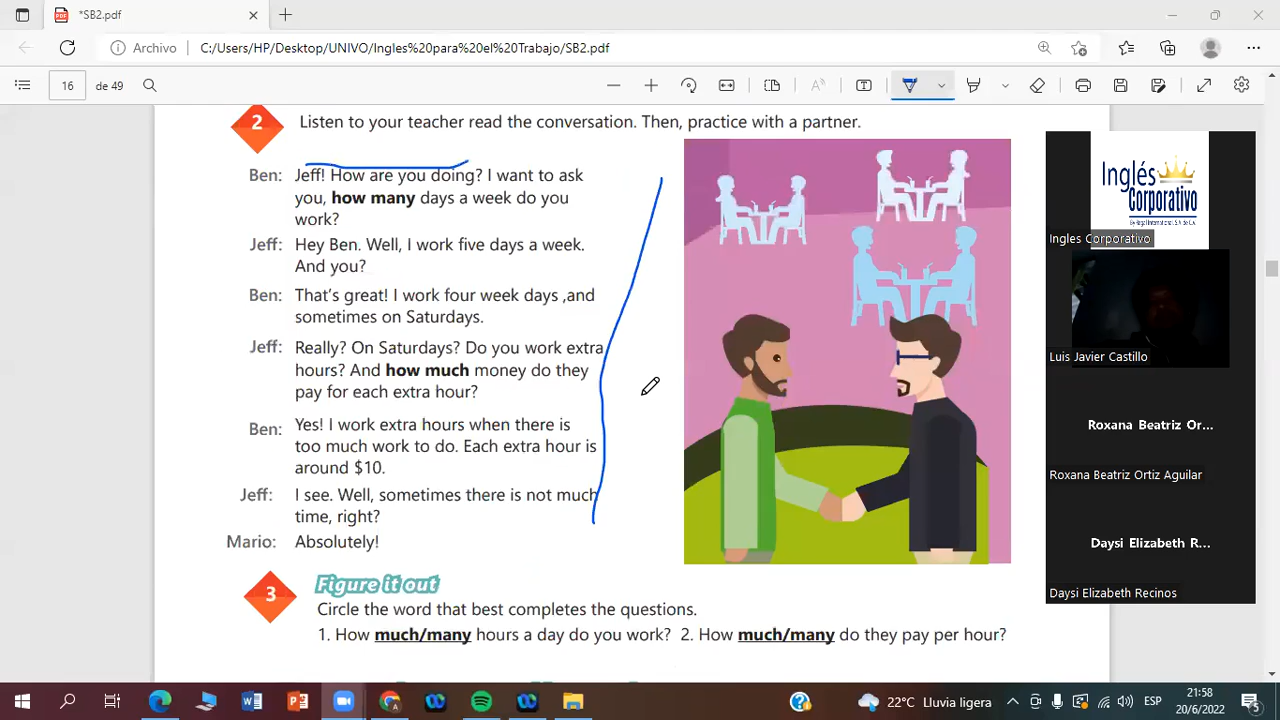 *SB2.pdf
Archivo C:/Users/HP/Desktop/UNIVO/Ingles%20para%20el%20Trabajo/SB2.pdf
16 de 49
2 Listen to your teacher read the conversation. Then, practice with a partner.
Ben: Jeff! How are you doing? I want to ask
you, how many days a week do you
work?
Jeff: Hey Ben. Well, I work five days a week.
And you?
Ben: That's great! I work four week days ,and
sometimes on Saturdays.
Jeff: Really? On Saturdays? Do you work extra
hours? And how much money do they
pay for each extra hour?
Ben: Yes! I work extra hours when there is
too much work to do. Each extra hour is
around $10.
Jeff: I see. Well, sometimes there is not much
time, right?
Mario: Absolutely!
3 Figure it out
Circle the word that best completes the questions.
1. How much/many hours a day do you work? 2. How much/many do they pay per hour?
Inglés
Corporativo
Ingles Corporativo
Luis Javier Castillo
Roxana Beatriz Or...
Roxana Beatriz Ortiz Aguilar
Daysi Elizabeth R...
Daysi Elizabeth Recinos
22°C Lluvia ligera
ESP
21:58
20/6/2022